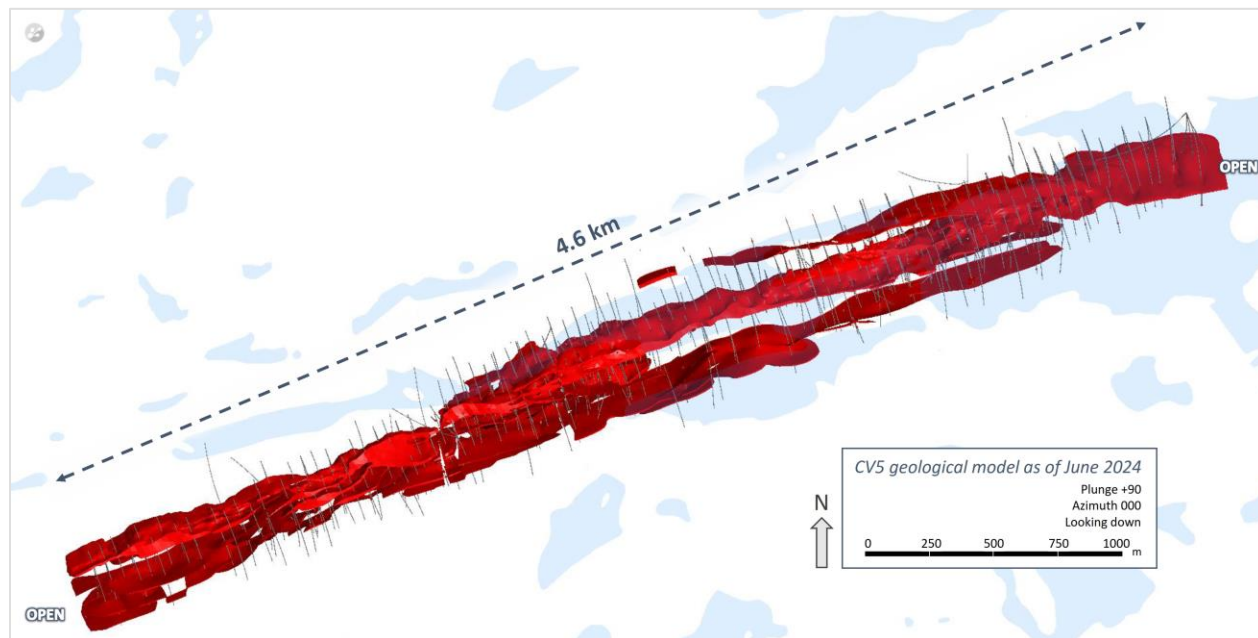 4.6 km
OPEN
OPEN
CV5 geological model as of June 2024
Plunge +90
Azimuth 000
Looking down
N
0 250 500 750 1000 m